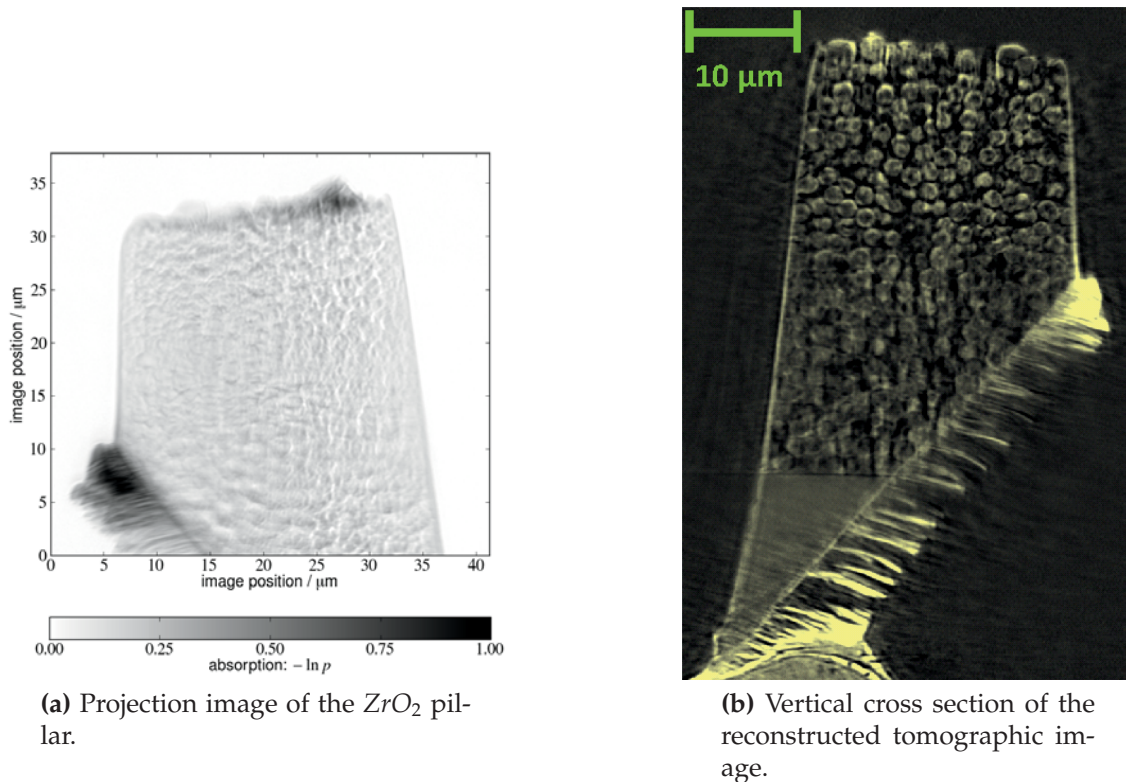 35
30
25
20
15
10
5
0
image position / μm
0 5 10 15 20 25 30 35 40
image position / μm
0.00 0.25 0.50 0.75 1.00
absorption: − ln p
(a) Projection image of the ZrO2 pil-
lar.
10 μm
(b) Vertical cross section of the
reconstructed tomographic im-
age.